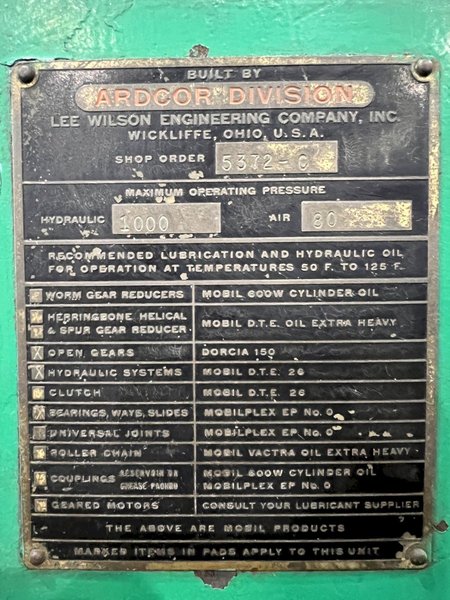 BUILT BY
ARDCOR DIVISION
LEE WILSON ENGINEERING COMPANY, INC.
WICKLIFFE, OHIO, U.S.A.
SHOP ORDER 5372-C
MAXIMUM OPERATING PRESSURE
HYDRAULIC 1000 AIR 80
RECOMMENDED LUBRICATION AND HYDRAULIC OIL
FOR OPERATION AT TEMPERATURES 50 F. TO 125 F.
WORM GEAR REDUCERS MOBIL 600W CYLINDER OIL
HERRINGBONE HELICAL
& SPUR GEAR REDUCER MOBIL D.T.E. OIL EXTRA HEAVY
X OPEN GEARS DORCIA 150
X HYDRAULIC SYSTEMS MOBIL D.T.E. 26
CLUTCH MOBIL D.T.E. 26
X BEARINGS, WAYS, SLIDES MOBILPLEX EP No. 0
UNIVERSAL JOINTS MOBILPLEX EP No. 0
ROLLER CHAIN MOBIL VACTRA OIL EXTRA HEAVY
COUPLINGS RESERVOIR OR MOBIL 600W CYLINDER OIL
GREASE PACKED MOBILPLEX EP No. 0
GEARED MOTORS CONSULT YOUR LUBRICANT SUPPLIER
THE ABOVE ARE MOBIL PRODUCTS
MARKED ITEMS IN PADS APPLY TO THIS UNIT